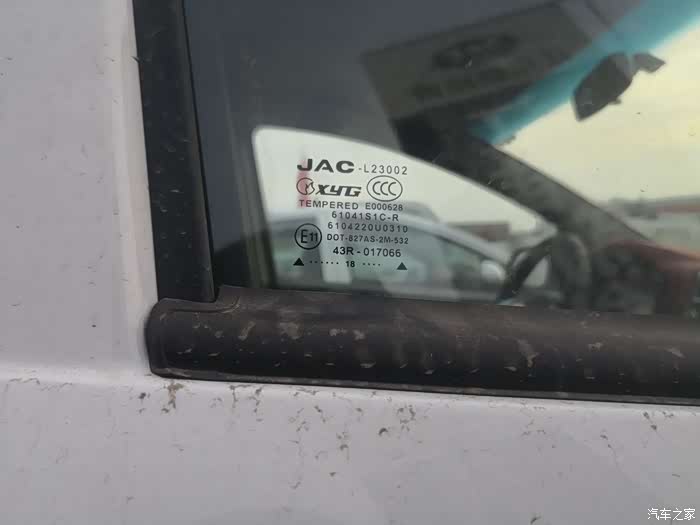 JAC -L23002
XYG CCC
TEMPERED E000628
61041S1C-R
6104220U0310
E11 DOT-827AS-2M-532
43R-017066
▲ ······ 18 ···· ▲
汽车之家